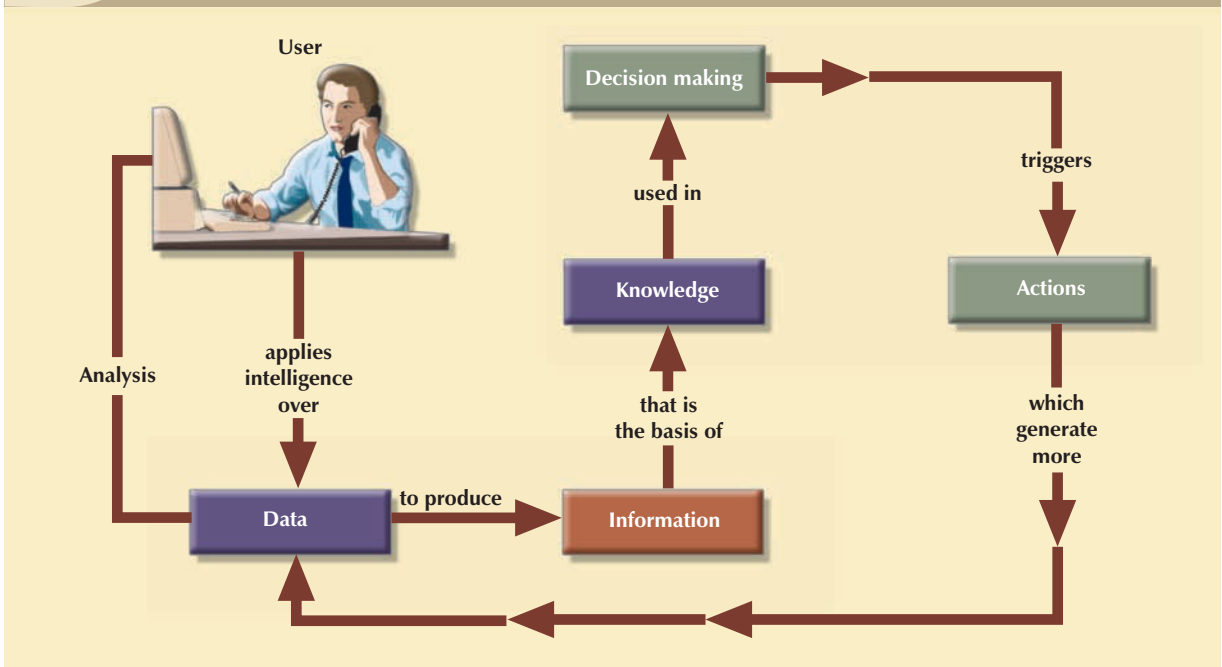 User
Decision making
triggers
used in
Knowledge
Actions
Analysis
applies
intelligence
over
that is
the basis of
which
generate
more
Data
to produce
Information